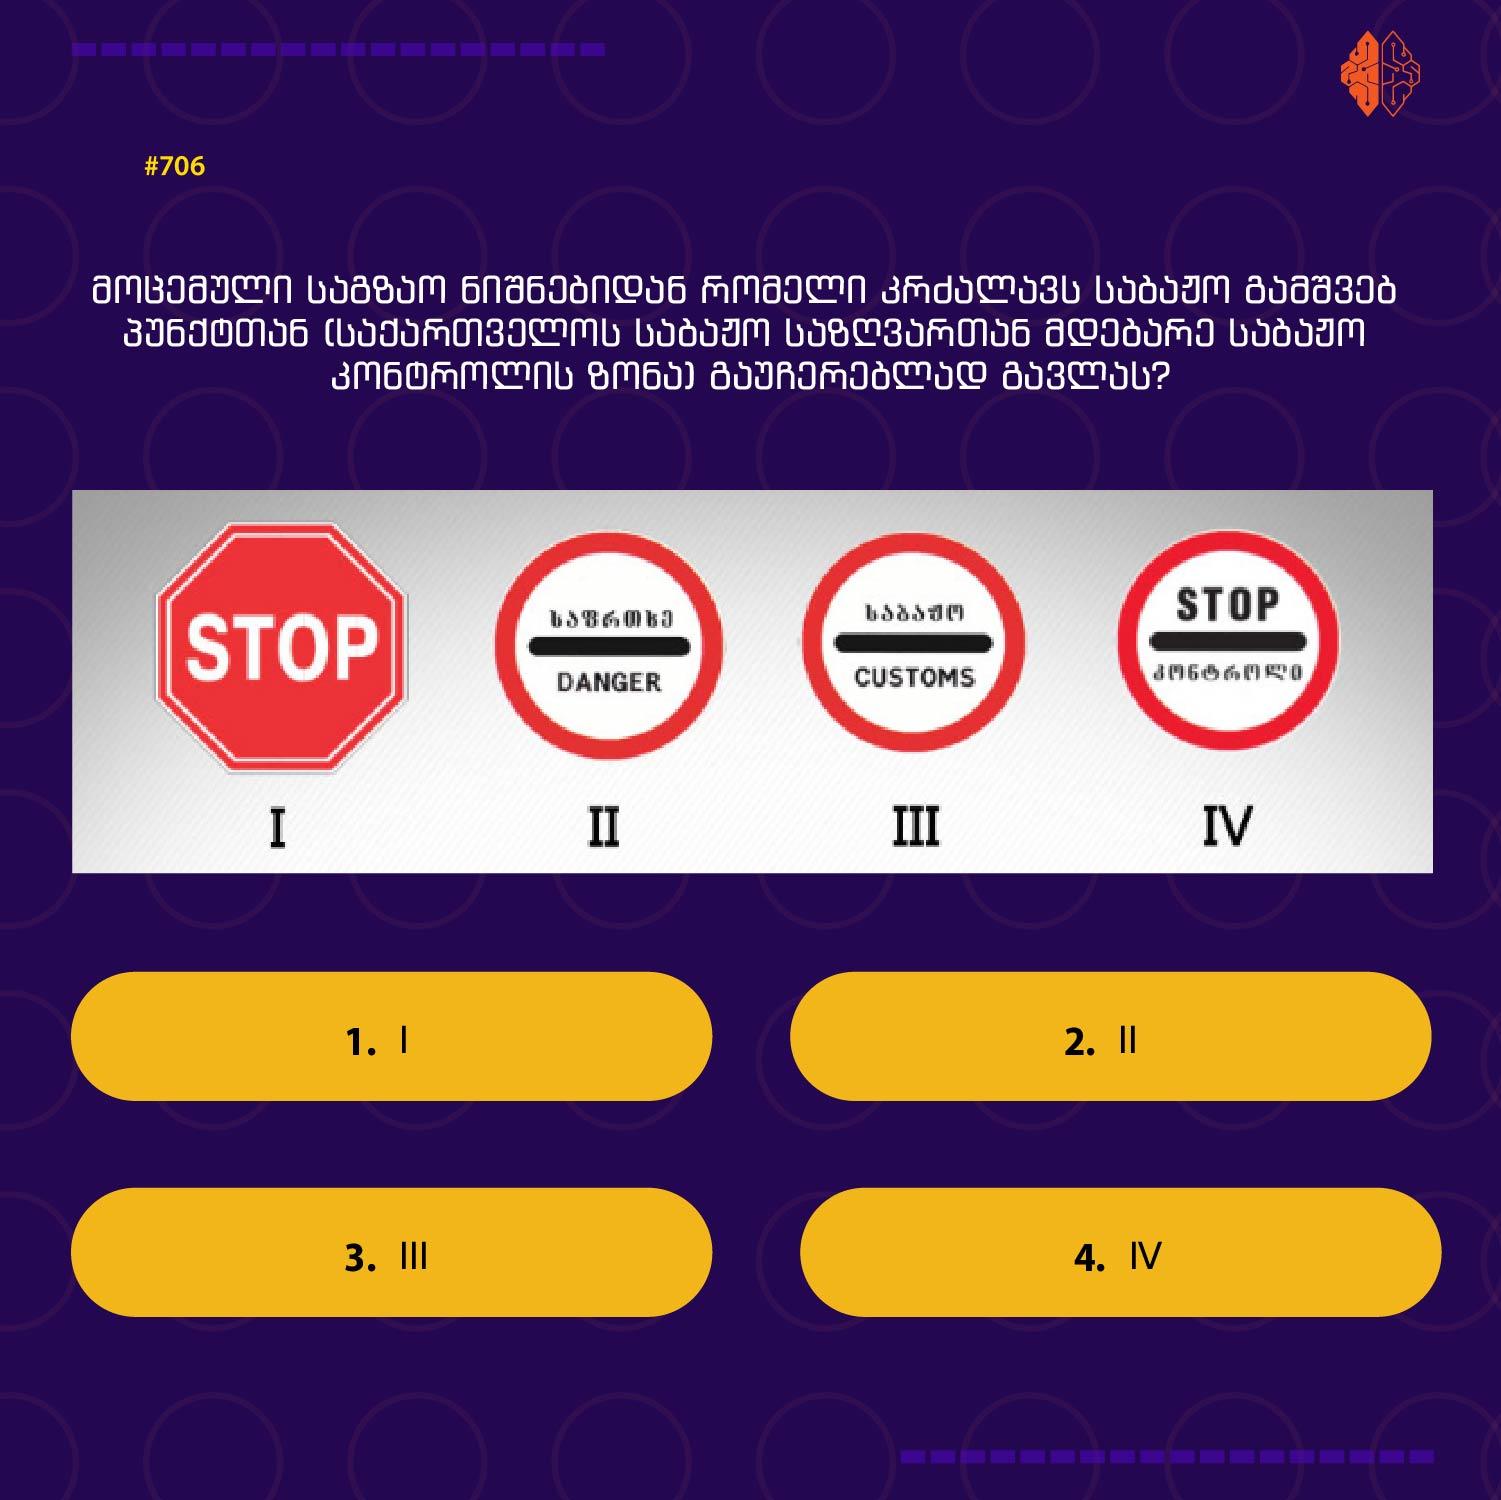 #706
მოცემული საგზაო ნიშნებიდან რომელი კრძალავს საბაჟო გამშვებ
პუნქტთან (საქართველოს საბაჟო საზღვართან მდებარე საბაჟო
კონტროლის ზონა) გაუჩერებლად გავლას?
STOP
საფრთხე
DANGER
საბაჟო
CUSTOMS
STOP
კონტროლი
I
II
III
IV
1. I
2. II
3. III
4. IV